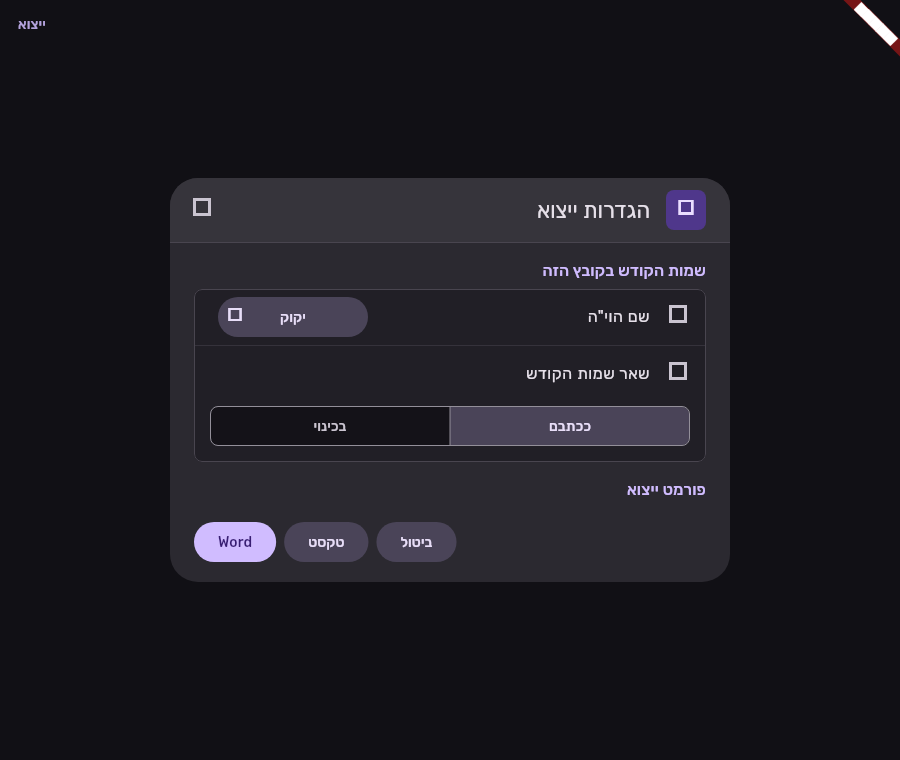 ייצוא
הגדרות ייצוא
שמות הקודש בקובץ הזה
שם הוי"ה
יקוק
שאר שמות הקודש
ככתבם
בכינוי
פורמט ייצוא
ביטול
טקסט
Word